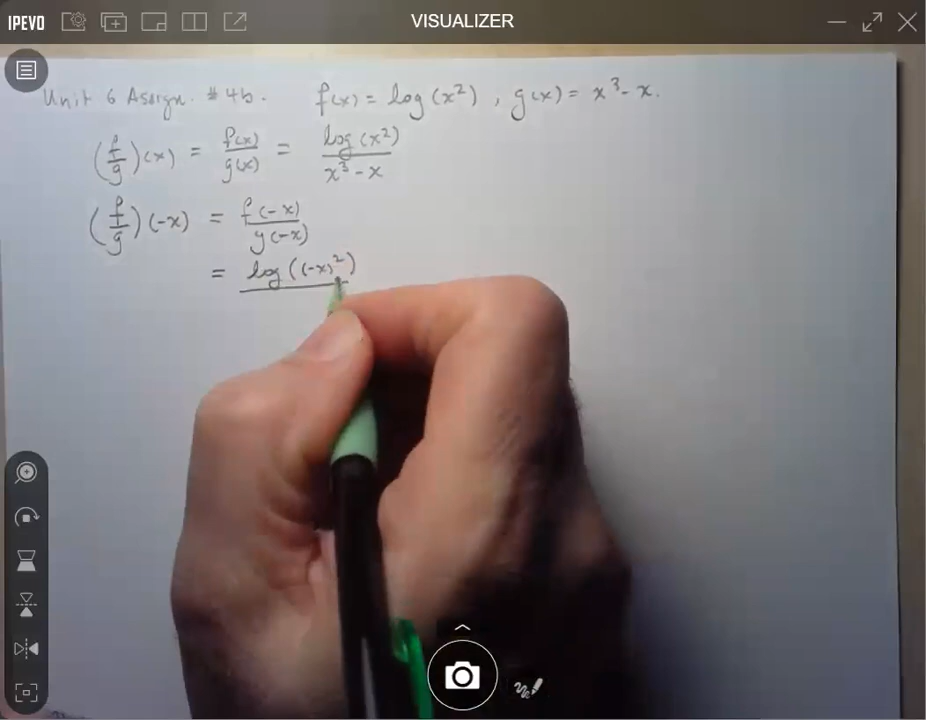 IPEVO
VISUALIZER
Unit 6 Assign. #4b. f(x) = log(x²), g(x) = x³-x.
(f/g)(x) = f(x)/g(x) = log(x²)/x³-x
(f/g)(-x) = f(-x)/g(-x)
= log((-x)²)